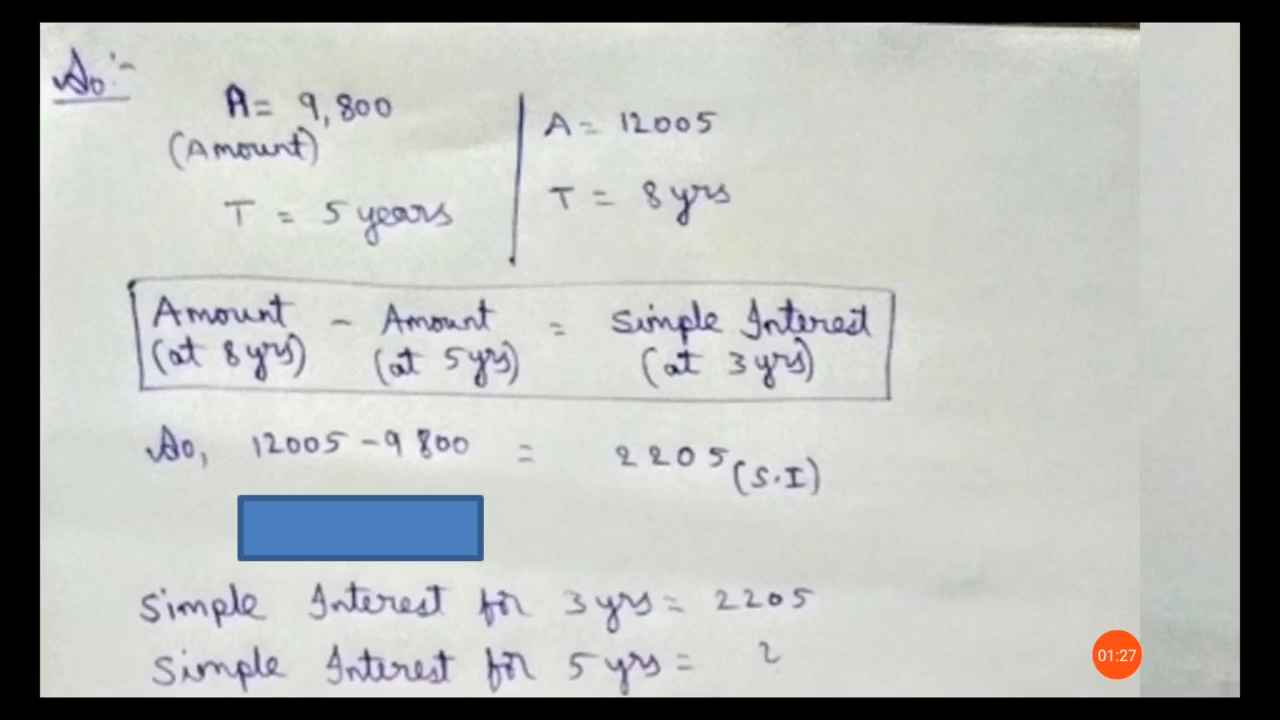 So:-
A = 9,800
(Amount)
T = 5 years
A = 12005
T = 8 yrs
Amount - Amount = Simple Interest
(at 8 yrs) (at 5 yrs) (at 3 yrs)
So, 12005 - 9800 = 2205 (S.I)
Simple Interest for 3 yrs = 2205
Simple Interest for 5 yrs = ?
01:27